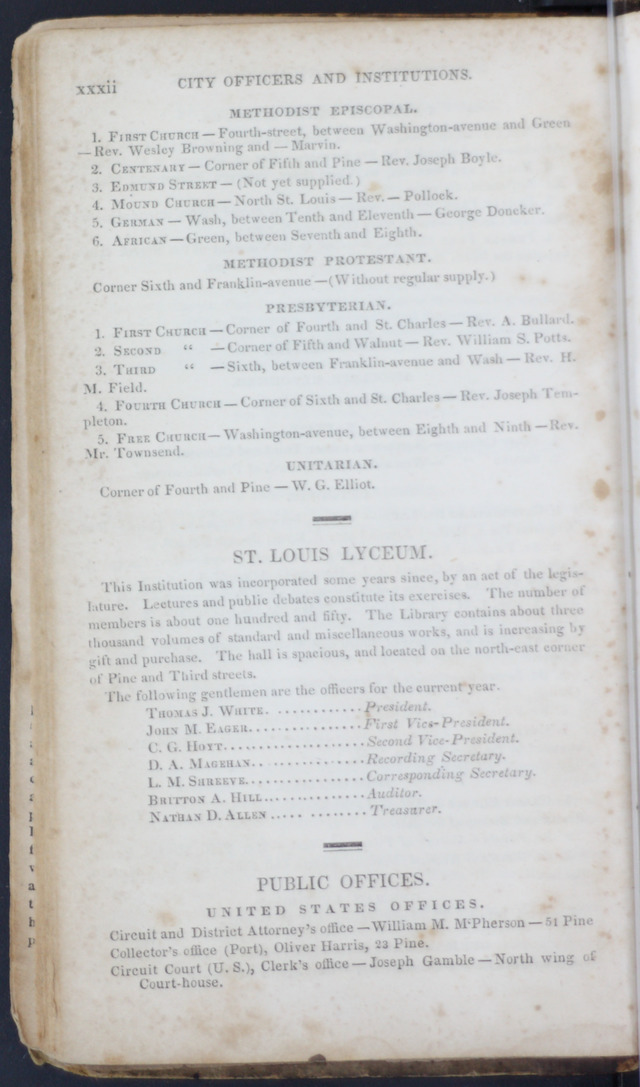 xxxii CITY OFFICERS AND INSTITUTIONS.
METHODIST EPISCOPAL.
1. FIRST CHURCH — Fourth-street, between Washington-avenue and Green
— Rev. Wesley Browning and — Marvin.
2. CENTENARY — Corner of Fifth and Pine — Rev. Joseph Boyle.
3. EDMUND STREET — (Not yet supplied.)
4. MOUND CHURCH — North St. Louis — Rev. — Pollock.
5. GERMAN — Wash, between Tenth and Eleventh — George Doneker.
6. AFRICAN — Green, between Seventh and Eighth.
METHODIST PROTESTANT.
Corner Sixth and Franklin-avenue — (Without regular supply.)
PRESBYTERIAN.
1. FIRST CHURCH — Corner of Fourth and St. Charles — Rev. A. Bullard.
2. SECOND “ — Corner of Fifth and Walnut — Rev. William S. Potts.
3. THIRD “ — Sixth, between Franklin-avenue and Wash — Rev. H.
M. Field.
4. FOURTH CHURCH — Corner of Sixth and St. Charles — Rev. Joseph Tem-
pleton.
5. FREE CHURCH — Washington-avenue, between Eighth and Ninth — Rev.
Mr. Townsend.
UNITARIAN.
Corner of Fourth and Pine — W. G. Elliot.
ST. LOUIS LYCEUM.
This Institution was incorporated some years since, by an act of the legis-
lature. Lectures and public debates constitute its exercises. The number of
members is about one hundred and fifty. The Library contains about three
thousand volumes of standard and miscellaneous works, and is increasing by
gift and purchase. The hall is spacious, and located on the north-east corner
of Pine and Third streets.
The following gentlemen are the officers for the current year.
THOMAS J. WHITE. ............ President.
JOHN M. EAGER................. First Vice-President.
C. G. HOYT..................... Second Vice-President.
D. A. MAGEHAN.. .............. Recording Secretary.
L. M. SHREEVE................. Corresponding Secretary.
BRITTON A. HILL............... Auditor.
NATHAN D. ALLEN ..... ........ Treasurer.
PUBLIC OFFICES.
UNITED STATES OFFICES.
Circuit and District Attorney's office — William M. M'Pherson — 51 Pine
Collector's office (Port), Oliver Harris, 23 Pine.
Circuit Court (U. S.), Clerk's office — Joseph Gamble — North wing of
Court-house.